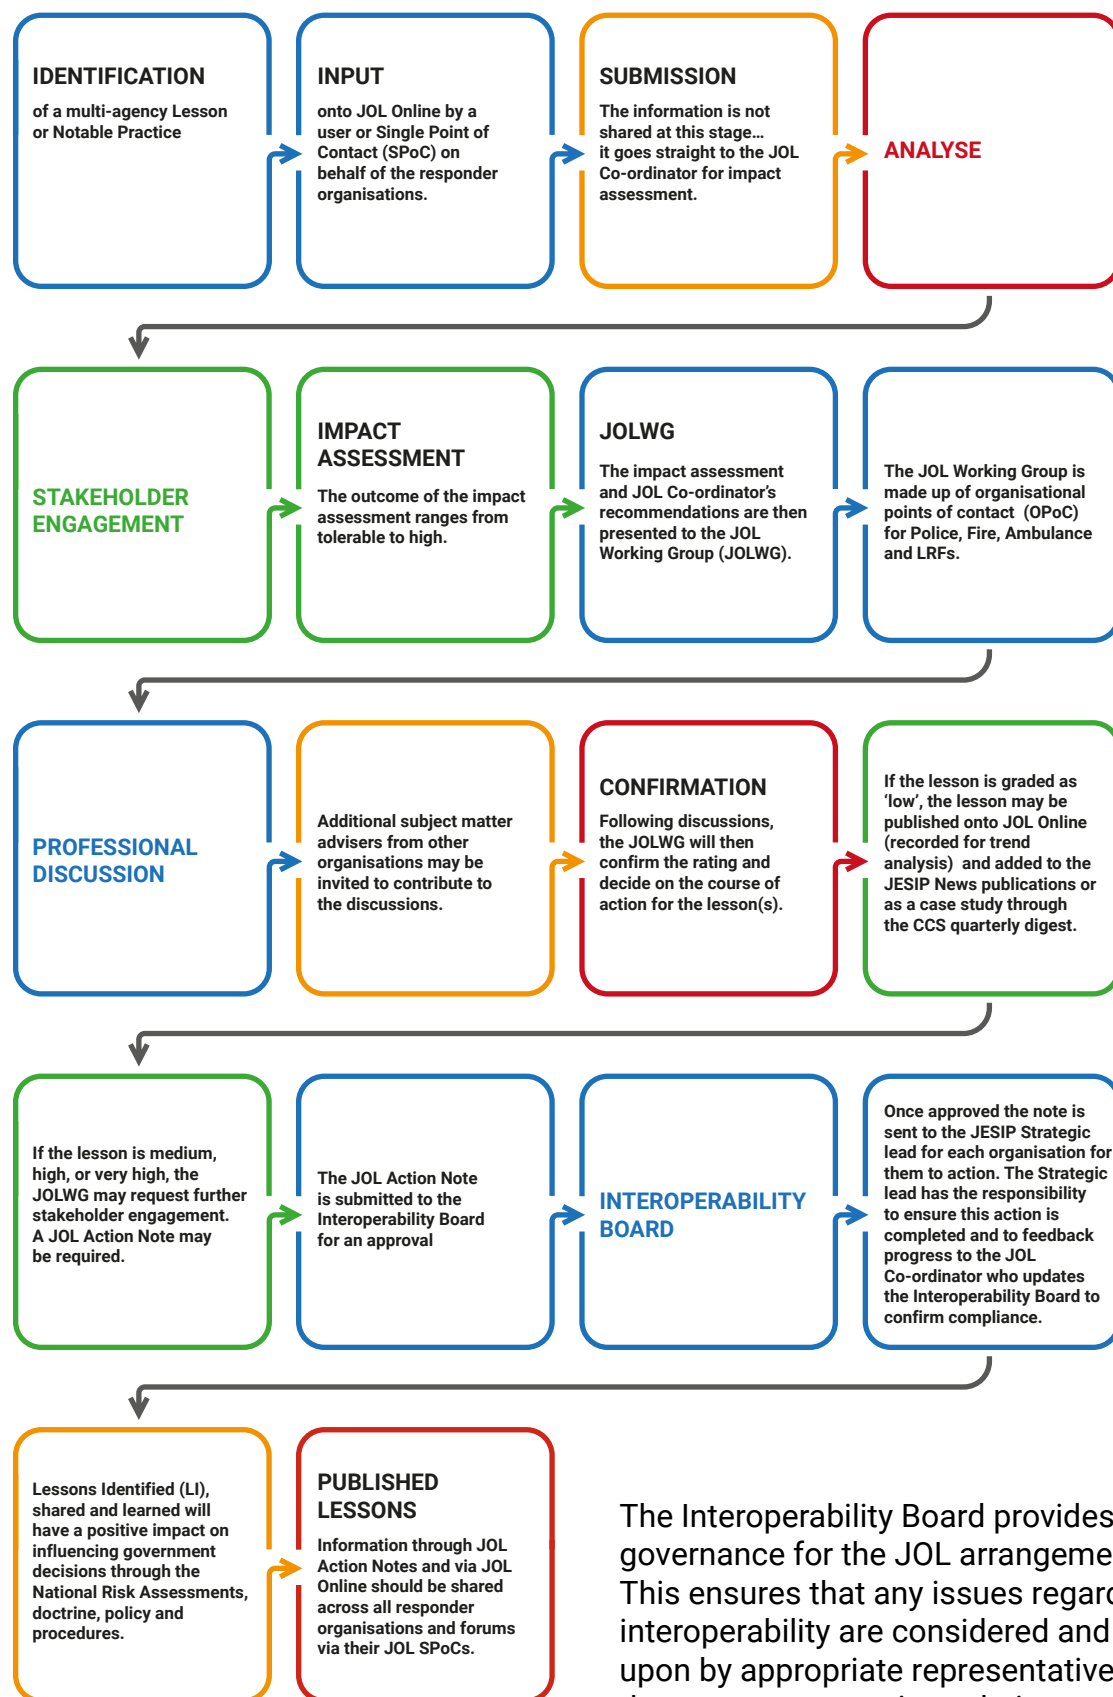 IDENTIFICATION
of a multi-agency Lesson
or Notable Practice
INPUT
onto JOL Online by a
user or Single Point of
Contact (SPoC) on
behalf of the responder
organisations.
SUBMISSION
The information is not
shared at this stage...
it goes straight to the JOL
Co-ordinator for impact
assessment.
ANALYSE
STAKEHOLDER
ENGAGEMENT
IMPACT
ASSESSMENT
The outcome of the impact
assessment ranges from
tolerable to high.
JOLWG
The impact assessment
and JOL Co-ordinator's
recommendations are then
presented to the JOL
Working Group (JOLWG).
The JOL Working Group is
made up of organisational
points of contact (OPoC)
for Police, Fire, Ambulance
and LRFs.
PROFESSIONAL
DISCUSSION
Additional subject matter
advisers from other
organisations may be
invited to contribute to
the discussions.
CONFIRMATION
Following discussions,
the JOLWG will then
confirm the rating and
decide on the course of
action for the lesson(s).
If the lesson is graded as
'low', the lesson may be
published onto JOL Online
(recorded for trend
analysis) and added to the
JESIP News publications or
as a case study through
the CCS quarterly digest.
If the lesson is medium,
high, or very high, the
JOLWG may request further
stakeholder engagement.
A JOL Action Note may
be required.
The JOL Action Note
is submitted to the
Interoperability Board
for an approval
INTEROPERABILITY
BOARD
Once approved the note is
sent to the JESIP Strategic
lead for each organisation for
them to action. The Strategic
lead has the responsibility
to ensure this action is
completed and to feedback
progress to the JOL
Co-ordinator who updates
the Interoperability Board to
confirm compliance.
Lessons Identified (LI),
shared and learned will
have a positive impact on
influencing government
decisions through the
National Risk Assessments,
doctrine, policy and
procedures.
PUBLISHED
LESSONS
Information through JOL
Action Notes and via JOL
Online should be shared
across all responder
organisations and forums
via their JOL SPoCs.
The Interoperability Board provides
governance for the JOL
This ensures that any issues
interoperability are considered and
upon by appropriate